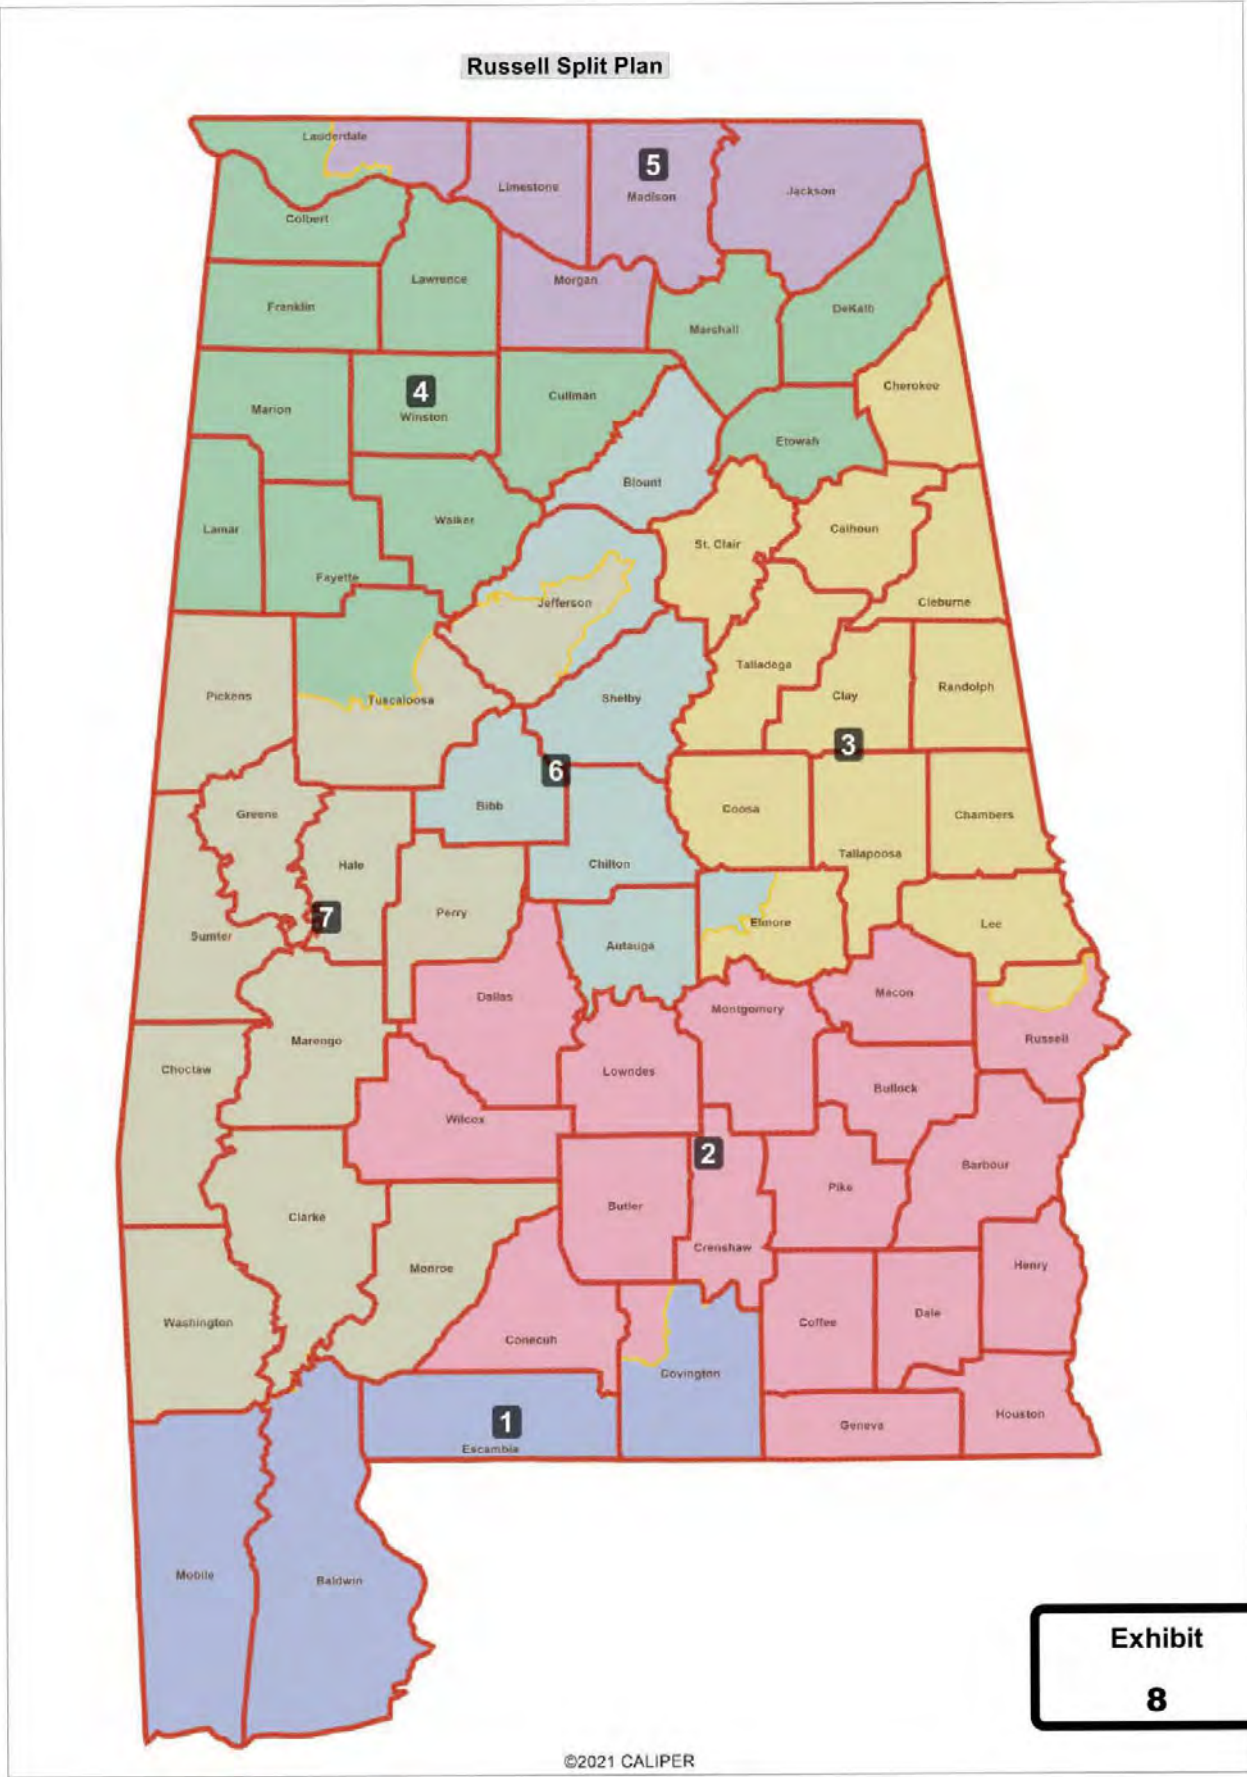 Russell Split Plan
Lauderdale
5
Limestone
Madison
Jackson
Colbert
Lawrence
Morgan
Franklin
DeKalb
Marshall
4
Cherokee
Marion
Winston
Cullman
Etowah
Blount
Lamar
Walker
Calhoun
St. Clair
Fayette
Jefferson
Cleburne
Talladega
Pickens
Tuscaloosa
Shelby
Clay
Randolph
3
6
Greene
Bibb
Coosa
Chambers
Hale
Chilton
Tallapoosa
7
Perry
Sumter
Autauga
Elmore
Lee
Dallas
Montgomery
Macon
Marengo
Russell
Choctaw
Lowndes
Bullock
Wilcox
2
Barbour
Clarke
Butler
Pike
Crenshaw
Monroe
Henry
Washington
Conecuh
Coffee
Dale
Covington
1
Escambia
Geneva
Houston
Mobile
Baldwin
Exhibit
8
©2021 CALIPER